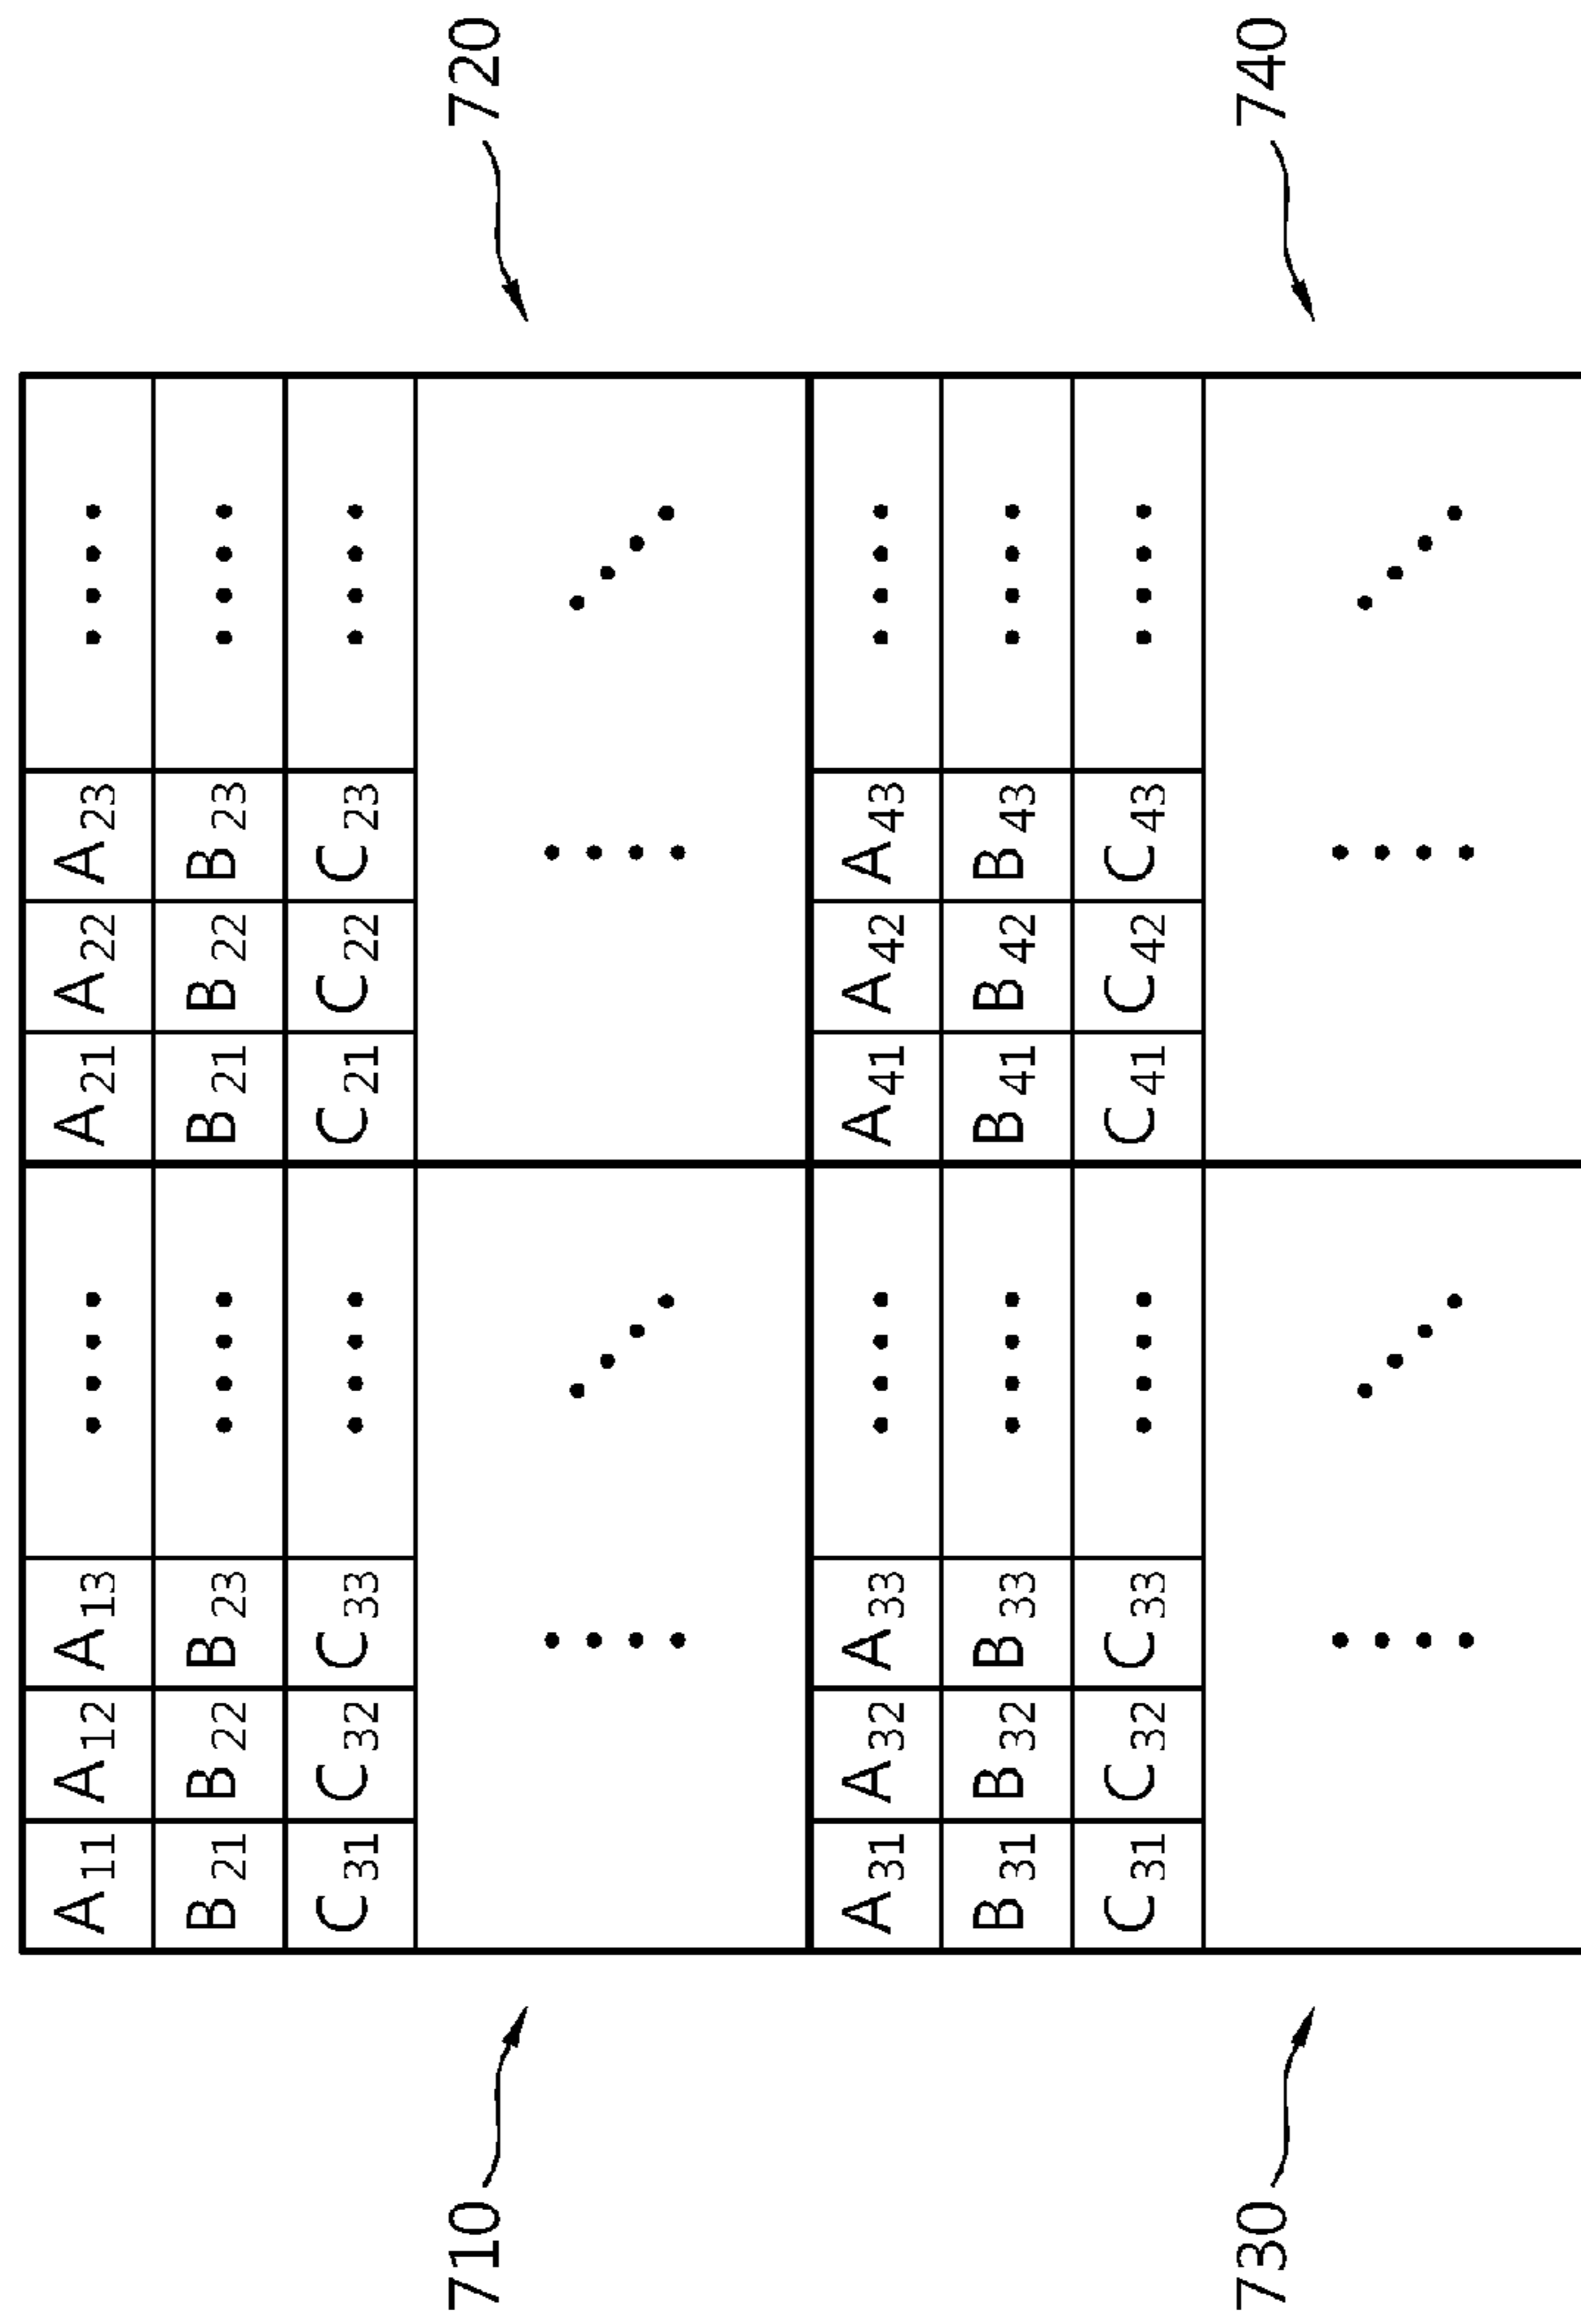 A11 A12 A13 A21 A22 A23
B21 B22 B23 B21 B22 B23
C31 C32 C33 C21 C22 C23
710 720
A31 A32 A33 A41 A42 A43
B31 B32 B33 B41 B42 B43
C31 C32 C33 C41 C42 C43
730 740